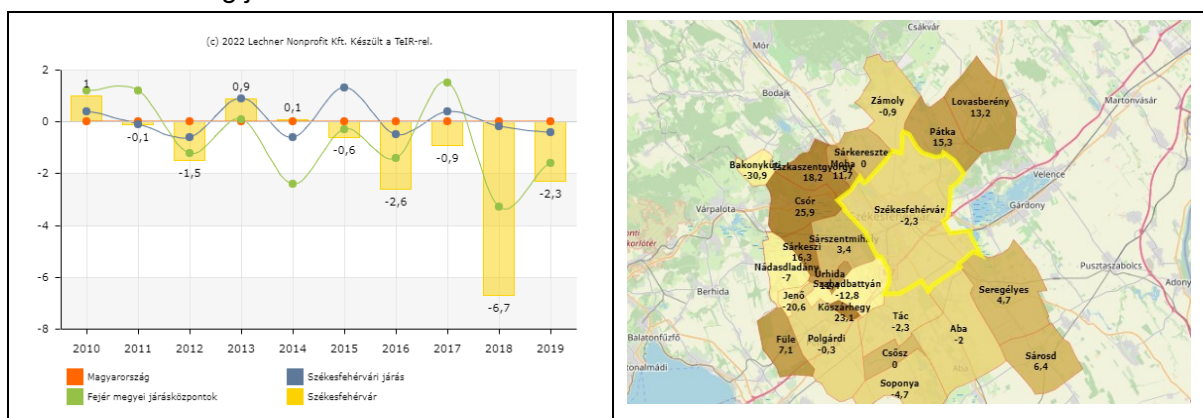 (c) 2022 Lechner Nonprofit Kft. Készült a TeIR-rel.
2
0
-2
-4
-6
-8
1
-0,1
-1,5
0,9
0,1
-0,6
-2,6
-0,9
-6,7
-2,3
2010 2011 2012 2013 2014 2015 2016 2017 2018 2019
Magyarország
Székesfehérvári járás
Fejér megyei járásközpontok
Székesfehérvár
Csákvár
Mór
Bodajk
Martonvásár
Zámoly
-0,9
Lovasberény
13,2
Pátka
15,3
Sárkereszte
Moha 0
11,7
Bakonykúti
-30,9
Iszkaszentgyörgy
18,2
Velence
Csór
25,9
Székesfehérvár
-2,3
Gárdony
Várpalota
Sárszentmihály
3,4
Sárkeszi
16,3
Nádasdladány
-7
Úrhida
Szabadbattyán
-12,8
Pusztaszabolcs
Adony
Berhida
Jenő
-20,6
Kőszárhegy
23,1
Seregélyes
4,7
Tác
-2,3
Aba
-2
Balatonfűzfő
Füle
7,1
Polgárdi
-0,3
Csősz
0
Sárosd
6,4
Aba
Soponya
-4,7